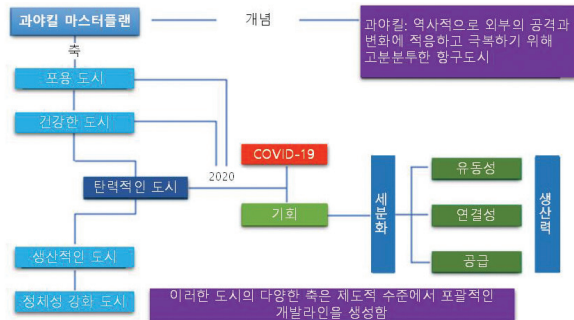 과야킬 마스터플랜
개념
과야킬: 역사적으로 외부의 공격과
변화에 적응하고 극복하기 위해
고분분투한 항구도시
축
포용 도시
건강한 도시
2020
COVID-19
탄력적인 도시
기회
세분화
유동성
연결성
공급
생산력
생산적인 도시
정체성 강화 도시
이러한 도시의 다양한 축은 제도적 수준에서 포괄적인
개발라인을 생성함